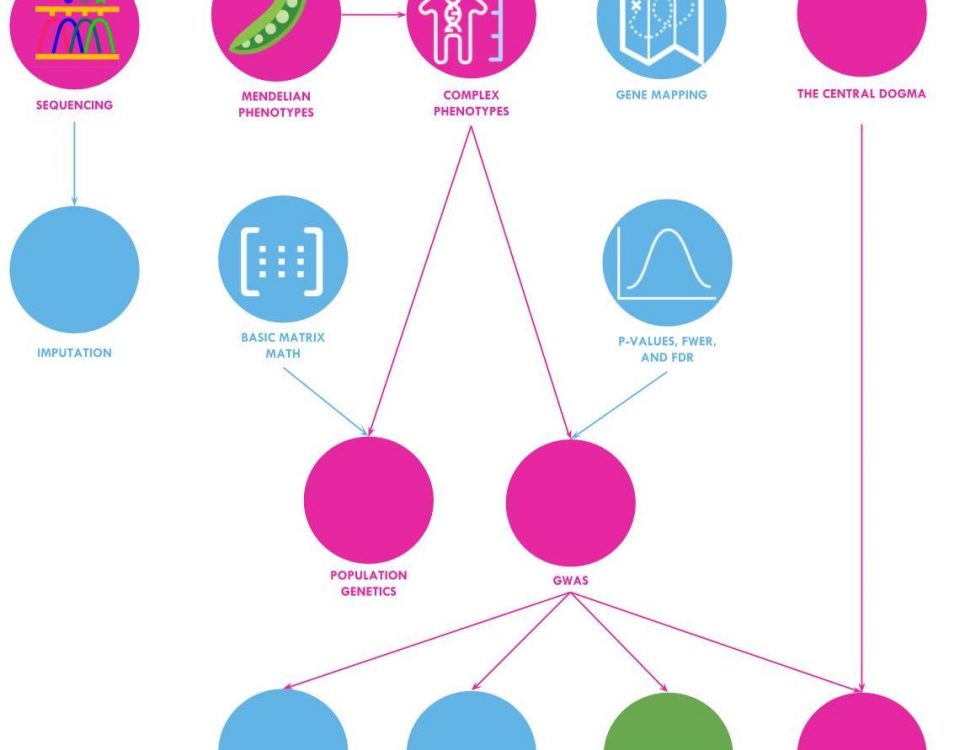 SEQUENCING
MENDELIAN
PHENOTYPES
COMPLEX
PHENOTYPES
GENE MAPPING
THE CENTRAL DOGMA
IMPUTATION
BASIC MATRIX
MATH
P-VALUES, FWER,
AND FDR
POPULATION
GENETICS
GWAS